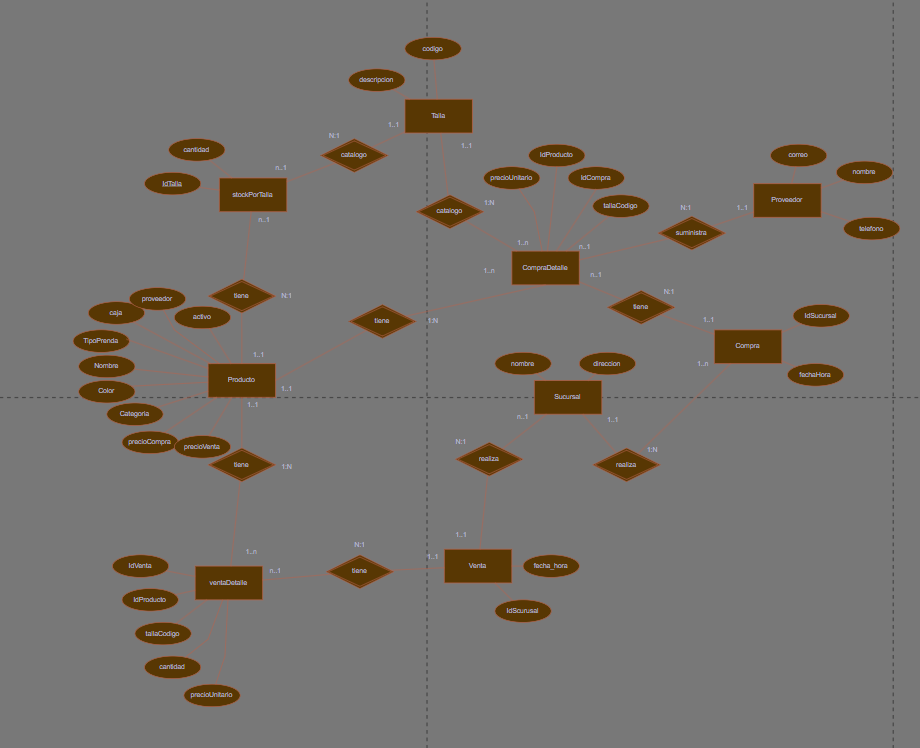 codigo
descripcion
Talla
N:1
1..1
catalogo
1..1
cantidad
n..1
IdTalla
stockPorTalla
n..1
IdProducto
precioUnitario
IdCompra
tallaCodigo
catalogo
1:N
1..n
n..1
correo
nombre
Proveedor
telefono
N:1
1..1
suministra
1..n
CompraDetalle
n..1
N:1
tiene
1..1
IdSucursal
Compra
1..n
fechaHora
tiene
N:1
proveedor
caja
activo
TipoPrenda
Nombre
Color
Categoria
precioCompra
precioVenta
1..1
Producto
1..1
1..1
tiene
1:N
nombre
direccion
Sucursal
n..1
1..1
N:1
realiza
realiza
1:N
tiene
1:N
1..n
N:1
1..1
1..1
IdVenta
ventaDetalle
n..1
tiene
Venta
fecha_hora
IdScurusal
IdProducto
tallaCodigo
cantidad
precioUnitario